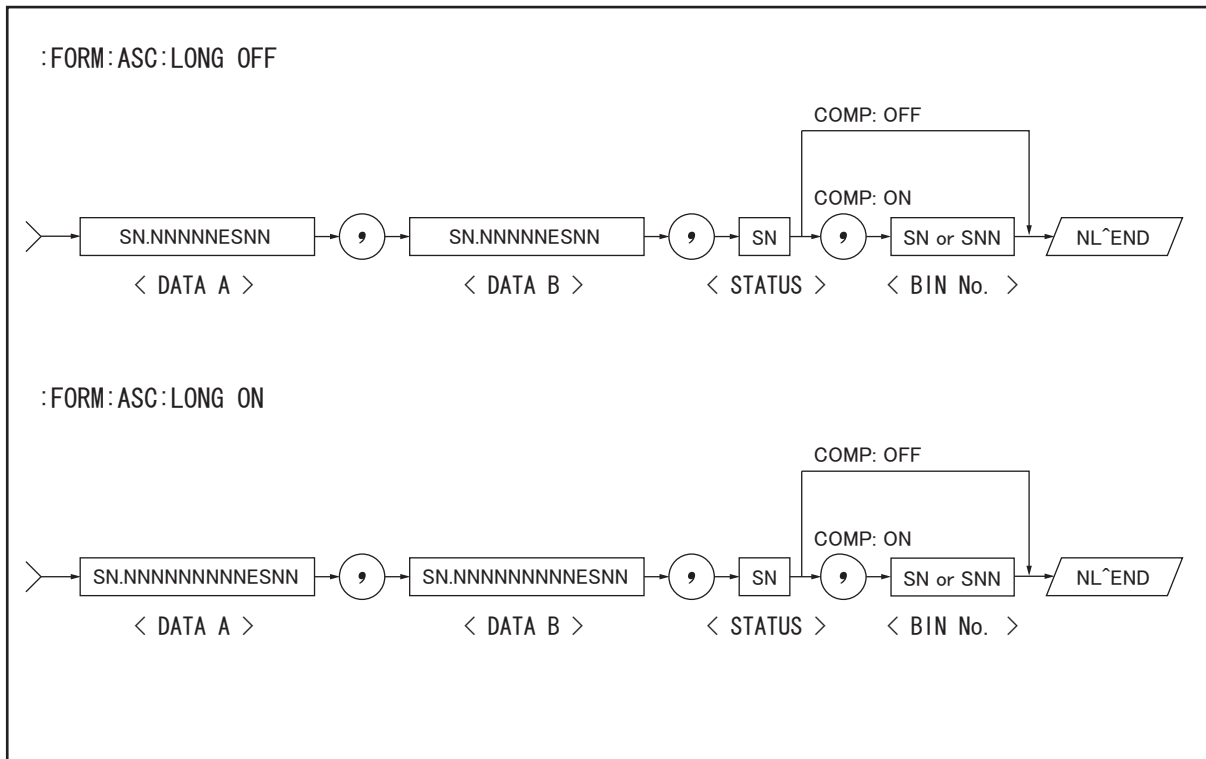 :FORM:ASC:LONG OFF
COMP: OFF
COMP: ON
SN.NNNNNESNN , SN.NNNNNESNN , SN , SN or SNN NL^END
< DATA A > < DATA B > < STATUS > < BIN No. >
:FORM:ASC:LONG ON
COMP: OFF
COMP: ON
SN.NNNNNNNNNESNN , SN.NNNNNNNNNESNN , SN , SN or SNN NL^END
< DATA A > < DATA B > < STATUS > < BIN No. >